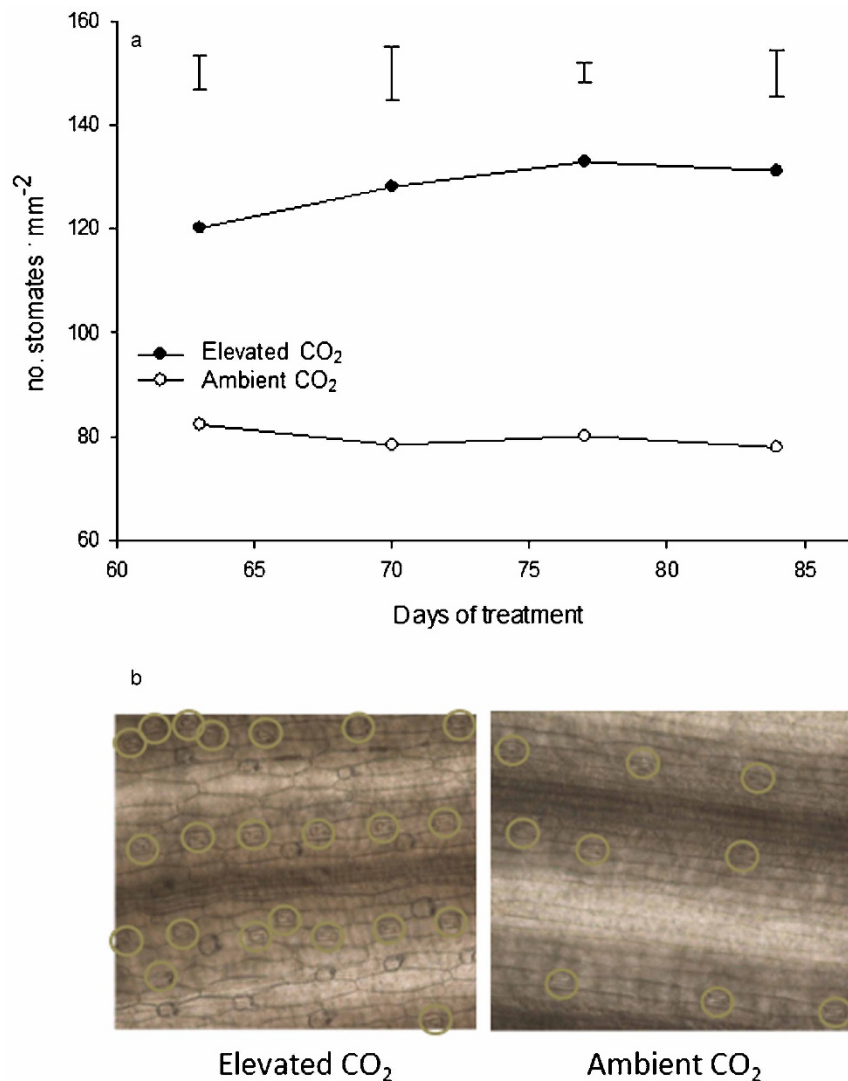 160
a
140
120
100
80
60
no. stomates · mm⁻²
Elevated CO₂
Ambient CO₂
60 65 70 75 80 85
Days of treatment
b
Elevated CO₂ Ambient CO₂